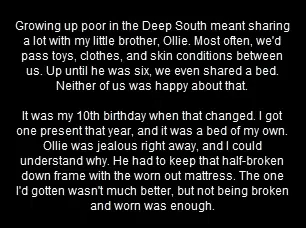 Growing up poor in the Deep South meant sharing
a lot with my little brother, Ollie. Most often, we'd
pass toys, clothes, and skin conditions between
us. Up until he was six, we even shared a bed.
Neither of us was happy about that.

It was my 10th birthday when that changed. I got
one present that year, and it was a bed of my own.
Ollie was jealous right away, and I could
understand why. He had to keep that half-broken
down frame with the worn out mattress. The one
I'd gotten wasn't much better, but not being broken
and worn was enough.